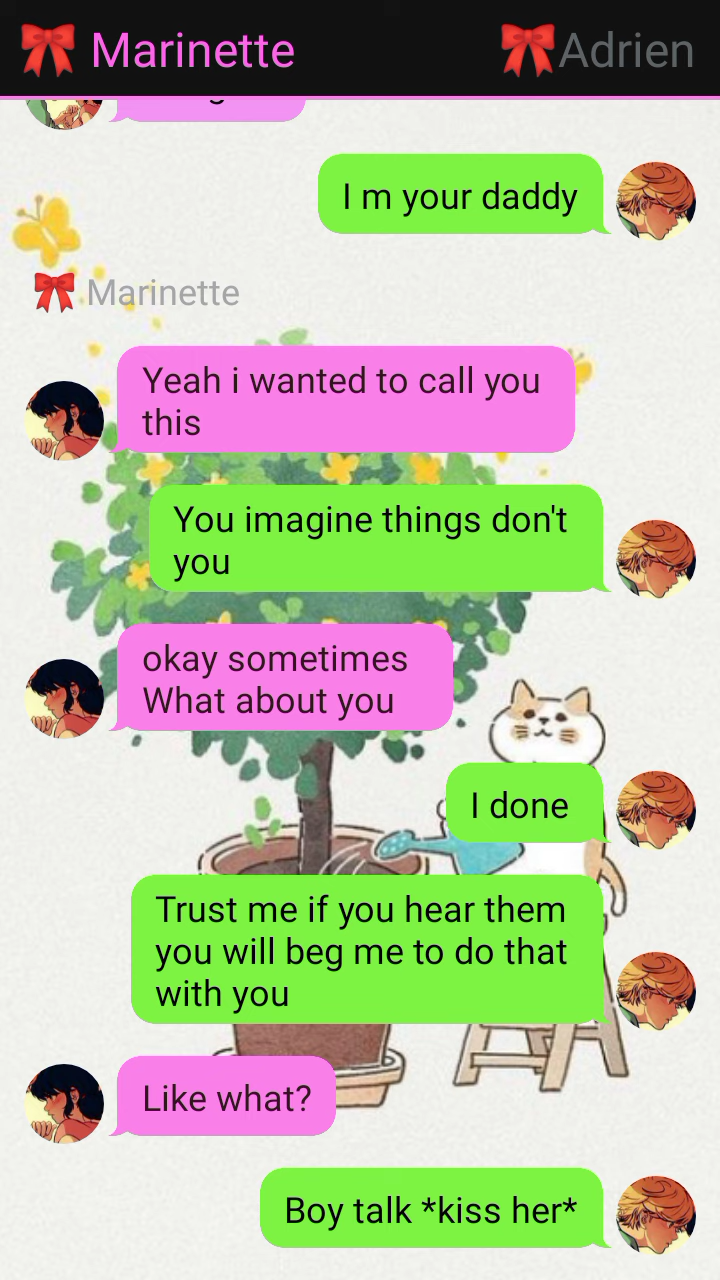 Marinette
Adrien
I m your daddy
Marinette
Yeah i wanted to call you
this
You imagine things don't
you
okay sometimes
What about you
I done
Trust me if you hear them
you will beg me to do that
with you
Like what?
Boy talk *kiss her*